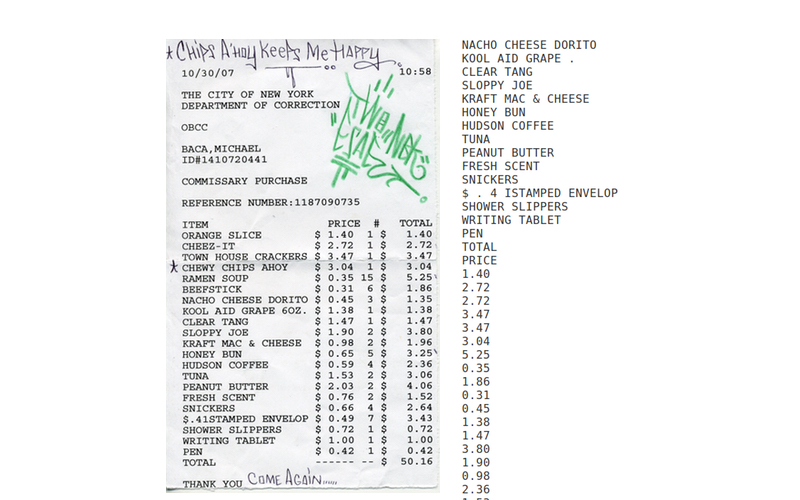 * CHIPS A'HOY KEEPS ME HAPPY
10/30/07 10:58
THE CITY OF NEW YORK
DEPARTMENT OF CORRECTION
OBCC
BACA,MICHAEL
ID#1410720441
COMMISSARY PURCHASE
REFERENCE NUMBER:1187090735
ITEM PRICE # TOTAL
ORANGE SLICE $ 1.40 1 $ 1.40
CHEEZ-IT $ 2.72 1 $ 2.72
TOWN HOUSE CRACKERS $ 3.47 1 $ 3.47
* CHEWY CHIPS AHOY $ 3.04 1 $ 3.04
RAMEN SOUP $ 0.35 15 $ 5.25
BEEFSTICK $ 0.31 6 $ 1.86
NACHO CHEESE DORITO $ 0.45 3 $ 1.35
KOOL AID GRAPE 6OZ. $ 1.38 1 $ 1.38
CLEAR TANG $ 1.47 1 $ 1.47
SLOPPY JOE $ 1.90 2 $ 3.80
KRAFT MAC & CHEESE $ 0.98 2 $ 1.96
HONEY BUN $ 0.65 5 $ 3.25
HUDSON COFFEE $ 0.59 4 $ 2.36
TUNA $ 1.53 2 $ 3.06
PEANUT BUTTER $ 2.03 2 $ 4.06
FRESH SCENT $ 0.76 2 $ 1.52
SNICKERS $ 0.66 4 $ 2.64
$.41STAMPED ENVELOP $ 0.49 7 $ 3.43
SHOWER SLIPPERS $ 0.72 1 $ 0.72
WRITING TABLET $ 1.00 1 $ 1.00
PEN $ 0.42 1 $ 0.42
TOTAL ------ -- $ 50.16
THANK YOU COME AGAIN.....
NACHO CHEESE DORITO
KOOL AID GRAPE .
CLEAR TANG
SLOPPY JOE
KRAFT MAC & CHEESE
HONEY BUN
HUDSON COFFEE
TUNA
PEANUT BUTTER
FRESH SCENT
SNICKERS
$ . 4 ISTAMPED ENVELOP
SHOWER SLIPPERS
WRITING TABLET
PEN
TOTAL
PRICE
1.40
2.72
2.72
3.47
3.47
3.04
5.25
0.35
1.86
0.31
0.45
1.38
1.47
3.80
1.90
0.98
2.36